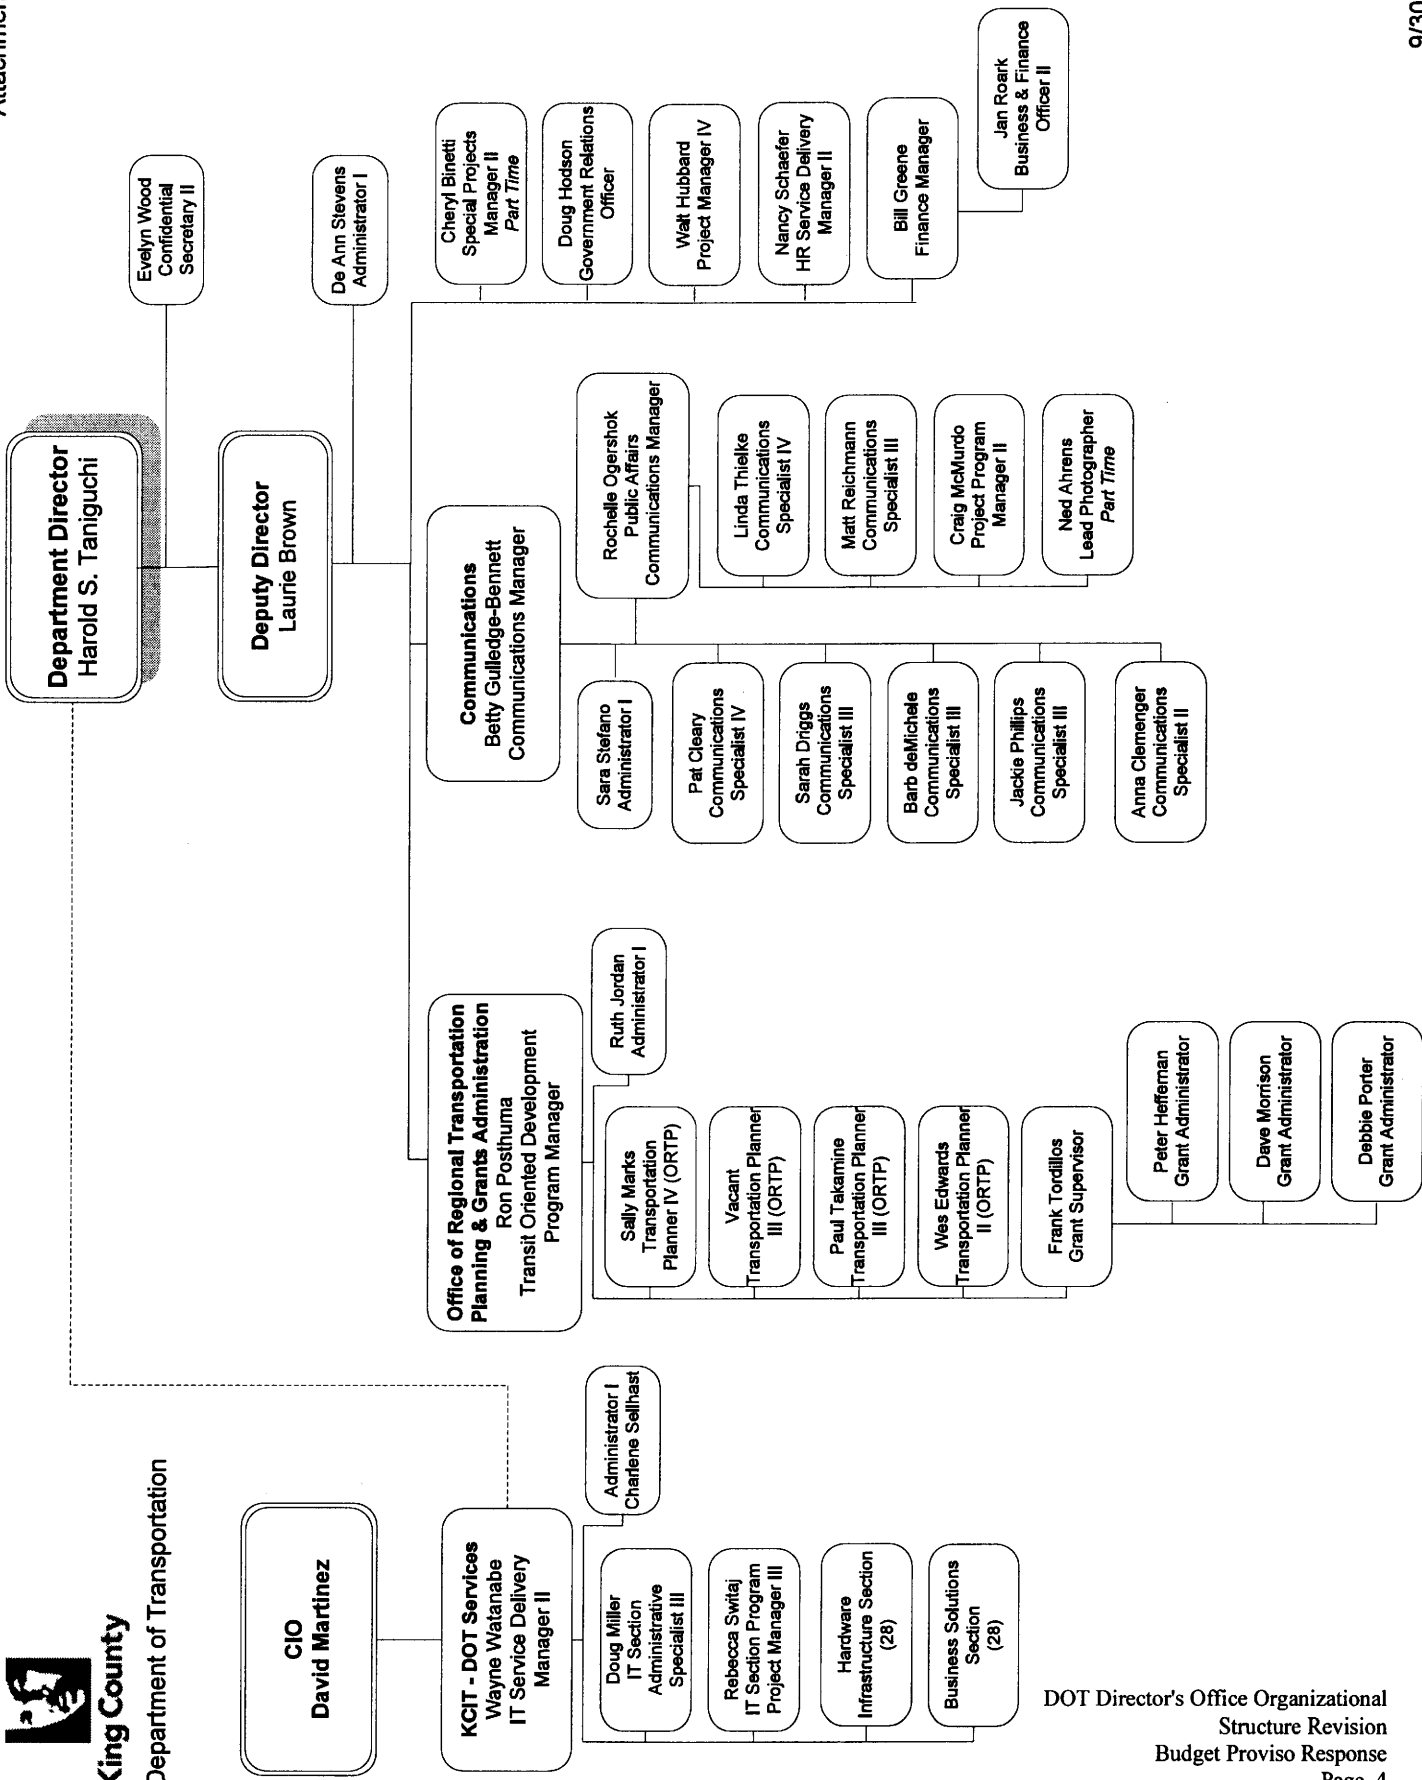 King County
Department of Transportation
Department Director
Harold S. Taniguchi
Evelyn Wood
Confidential
Secretary II
Deputy Director
Laurie Brown
De Ann Stevens
Administrator I
CIO
David Martinez
KCIT - DOT Services
Wayne Watanabe
IT Service Delivery
Manager II
Administrator I
Charlene Sellhast
Doug Miller
IT Section
Administrative
Specialist III
Rebecca Switaj
IT Section Program
Project Manager III
Hardware
Infrastructure Section
(28)
Business Solutions
Section
(28)
Office of Regional Transportation
Planning & Grants Administration
Ron Posthuma
Transit Oriented Development
Program Manager
Ruth Jordan
Administrator I
Sally Marks
Transportation
Planner IV (ORTP)
Vacant
Transportation Planner
III (ORTP)
Paul Takamine
Transportation Planner
III (ORTP)
Wes Edwards
Transportation Planner
II (ORTP)
Frank Tordillos
Grant Supervisor
Peter Heffernan
Grant Administrator
Dave Morrison
Grant Administrator
Debbie Porter
Grant Administrator
Communications
Betty Gulledge-Bennett
Communications Manager
Sara Stefano
Administrator I
Pat Cleary
Communications
Specialist IV
Sarah Driggs
Communications
Specialist III
Barb deMichele
Communications
Specialist III
Jackie Phillips
Communications
Specialist III
Anna Clemenger
Communications
Specialist II
Rochelle Ogershok
Public Affairs
Communications Manager
Linda Thielke
Communications
Specialist IV
Matt Reichmann
Communications
Specialist III
Craig McMurdo
Project Program
Manager II
Ned Ahrens
Lead Photographer
Part Time
Cheryl Binetti
Special Projects
Manager II
Part Time
Doug Hodson
Government Relations
Officer
Walt Hubbard
Project Manager IV
Nancy Schaefer
HR Service Delivery
Manager II
Bill Greene
Finance Manager
Jan Roark
Business & Finance
Officer II
9/30
DOT Director's Office Organizational
Structure Revision
Budget Proviso Response
Page 4